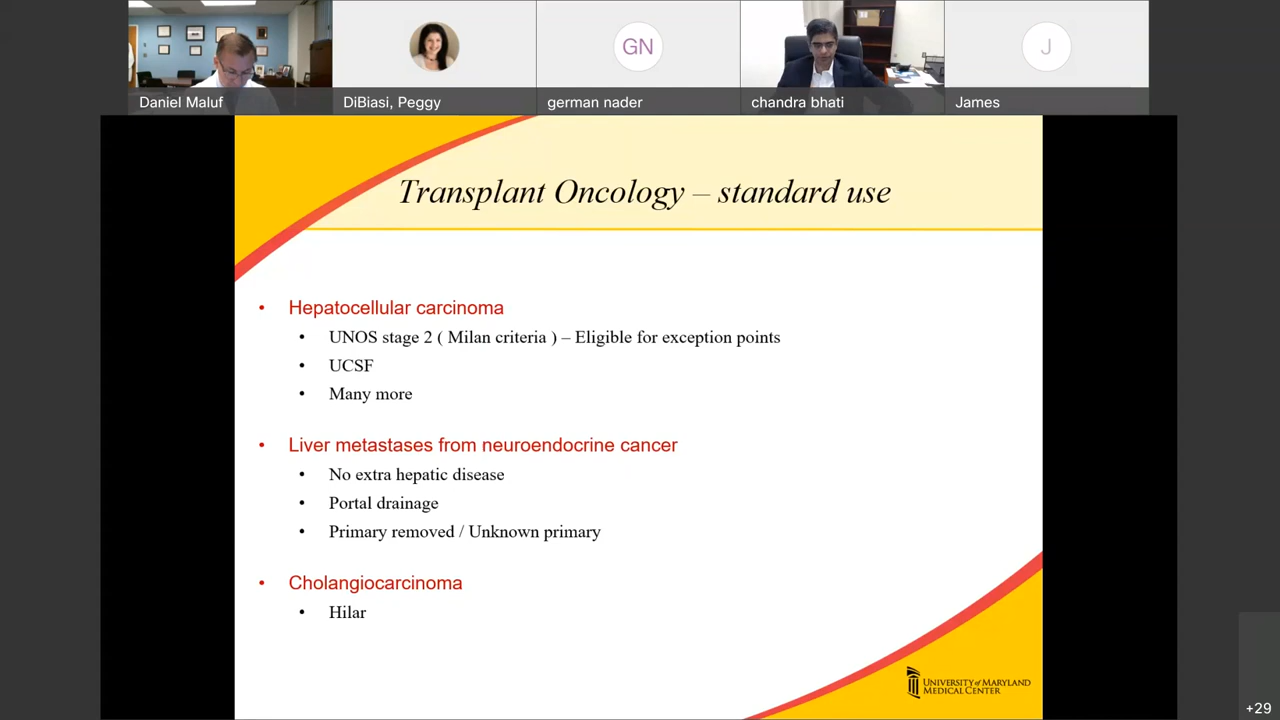 GN
J
Daniel Maluf
DiBiasi, Peggy
german nader
chandra bhati
James
Transplant Oncology – standard use
• Hepatocellular carcinoma
• UNOS stage 2 ( Milan criteria ) – Eligible for exception points
• UCSF
• Many more
• Liver metastases from neuroendocrine cancer
• No extra hepatic disease
• Portal drainage
• Primary removed / Unknown primary
• Cholangiocarcinoma
• Hilar
UNIVERSITY of MARYLAND
MEDICAL CENTER
+29